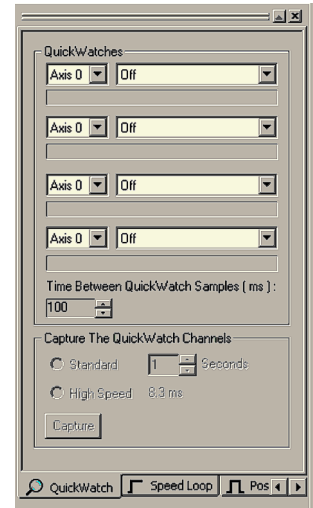 QuickWatches
Axis 0 Off
Axis 0 Off
Axis 0 Off
Axis 0 Off
Time Between QuickWatch Samples ( ms ) :
100
Capture The QuickWatch Channels
Standard 1 Seconds
High Speed 8.3 ms
Capture
QuickWatch Speed Loop Pos